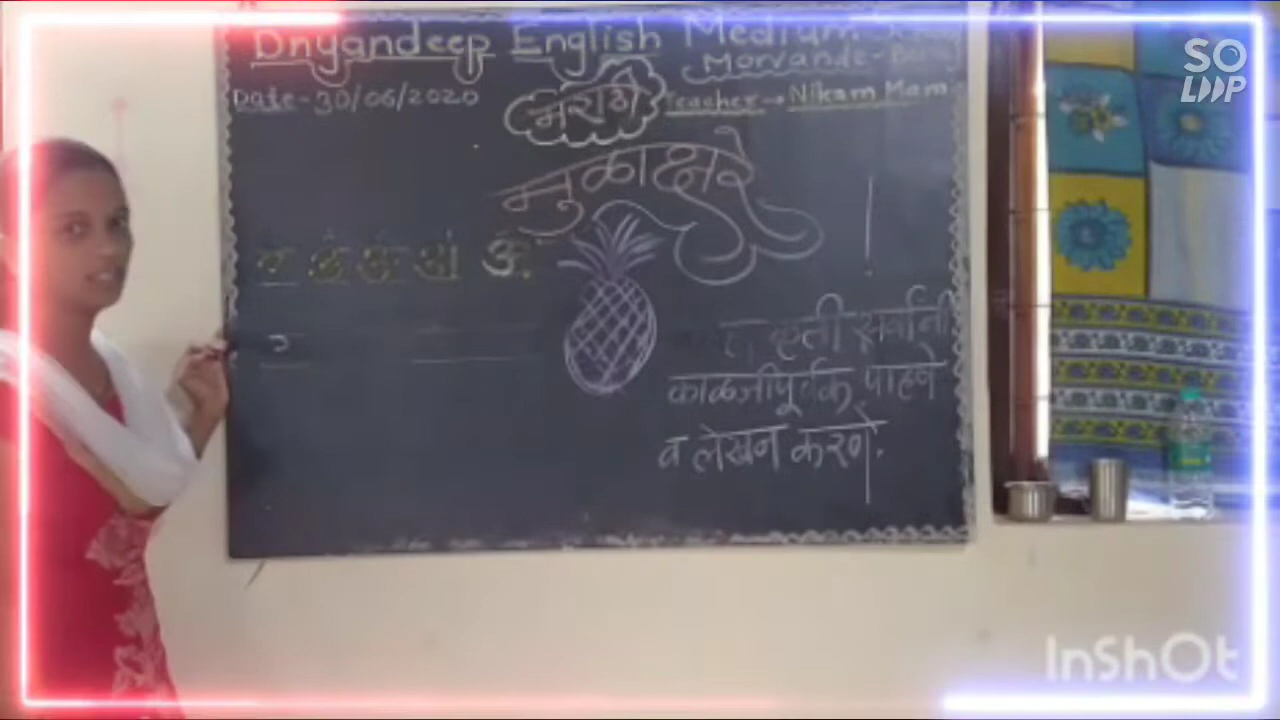 SO
LOOP
Dnyandeep English Medium
Morvande-
Date-30/06/2020
मराठी
Teacher → Nikam Mam
मुळाक्षरे
कृती सर्वांनी
काळजीपूर्वक पाहवे
व लेखन करणे.
InShOt